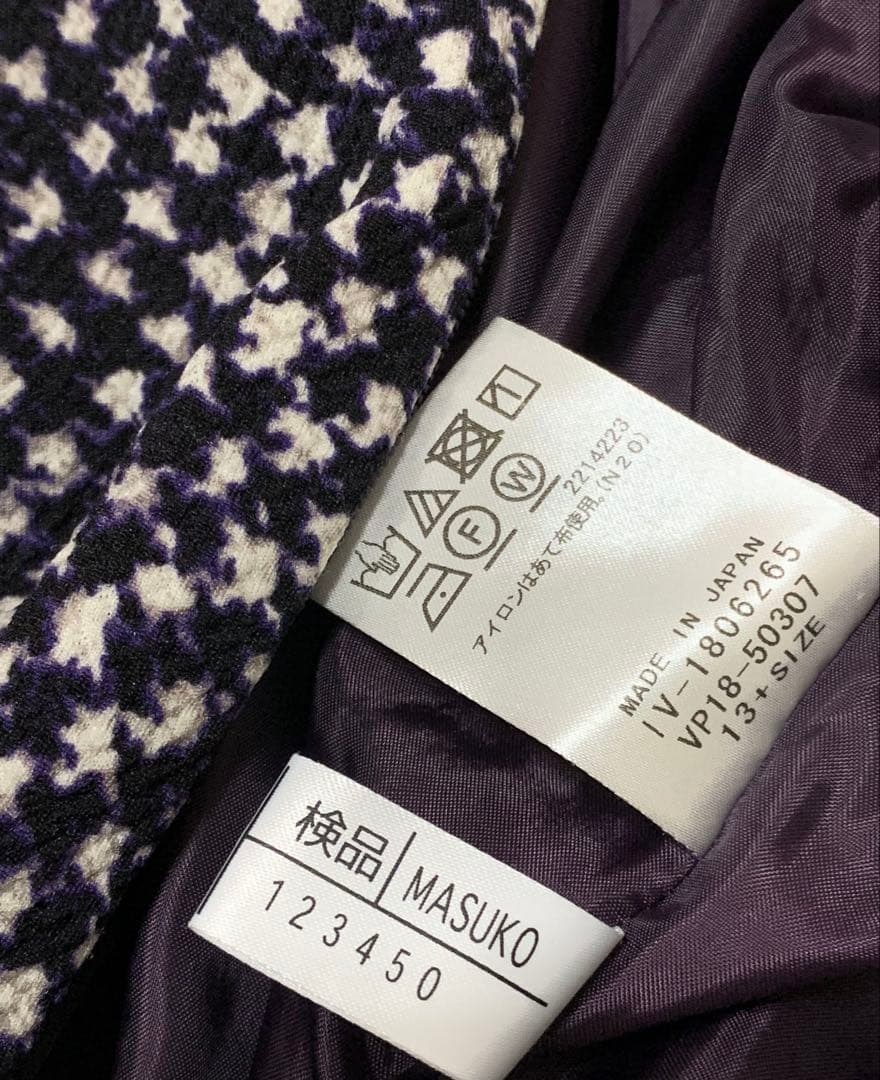 2214223
アイロンはあて布使用。(N20)
MADE IN JAPAN
IV-1806265
VP18-50307
13+SIZE
検品 MASUKO
123450